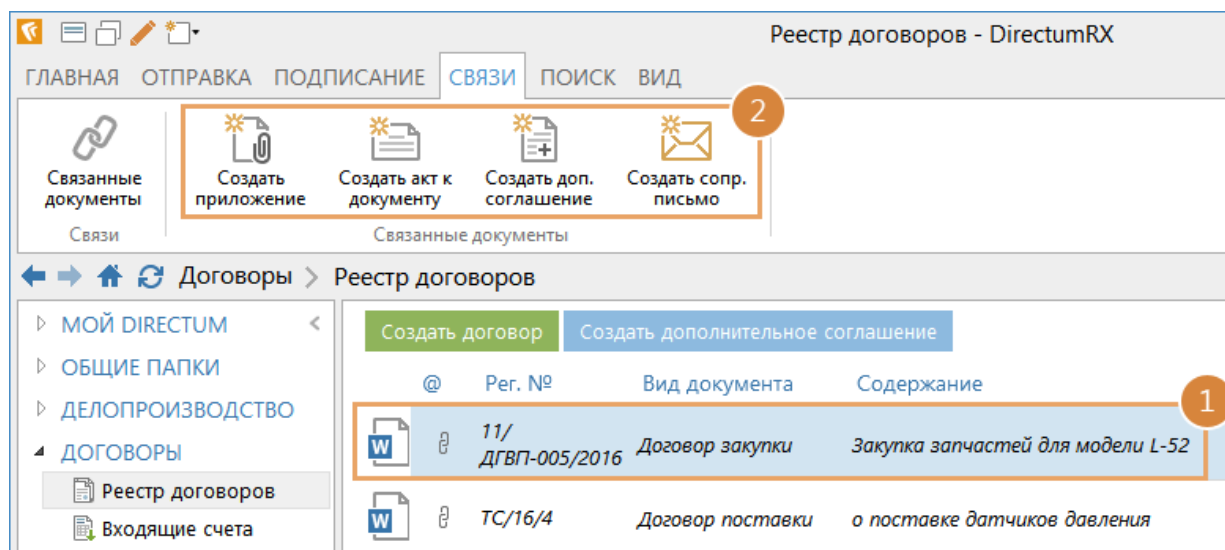 Реестр договоров - DirectumRX
ГЛАВНАЯ ОТПРАВКА ПОДПИСАНИЕ СВЯЗИ ПОИСК ВИД
2
Связанные Создать Создать акт к Создать доп. Создать сопр.
документы приложение документу соглашение письмо
Связи Связанные документы
Договоры > Реестр договоров
МОЙ DIRECTUM <
ОБЩИЕ ПАПКИ
ДЕЛОПРОИЗВОДСТВО
ДОГОВОРЫ
Реестр договоров
Входящие счета
Создать договор Создать дополнительное соглашение
@ Рег. № Вид документа Содержание
1
W 11/
ДГВП-005/2016 Договор закупки Закупка запчастей для модели L-52
W ТС/16/4 Договор поставки о поставке датчиков давления